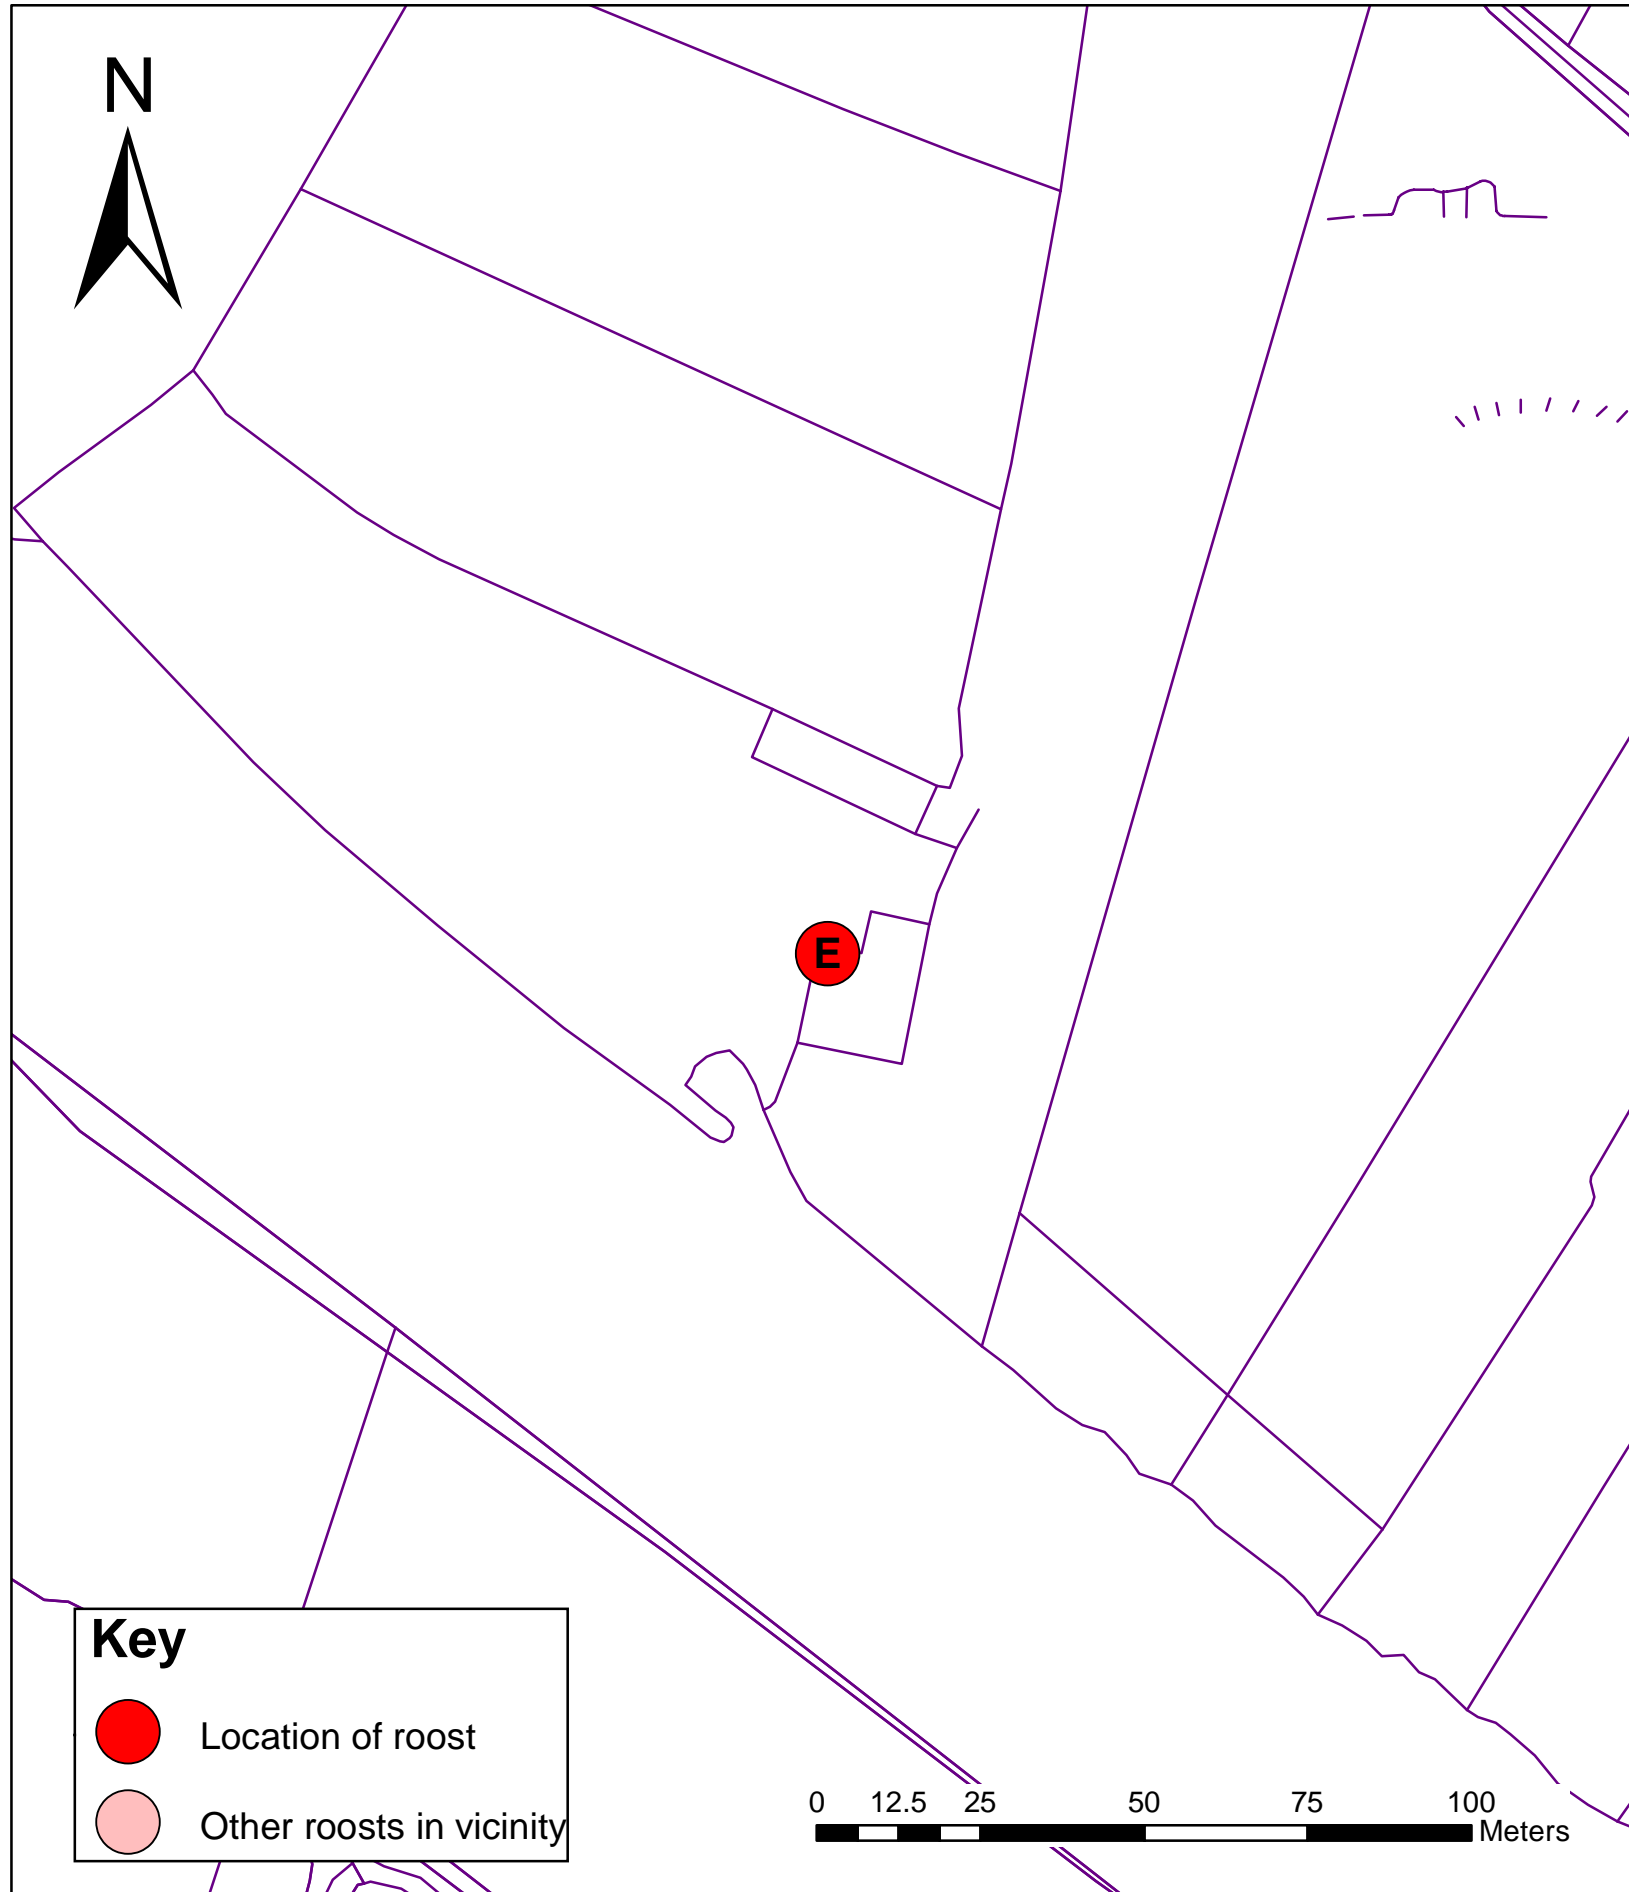 N
E
Key
Location of roost
Other roosts in vicinity
0 12.5 25 50 75 100
Meters